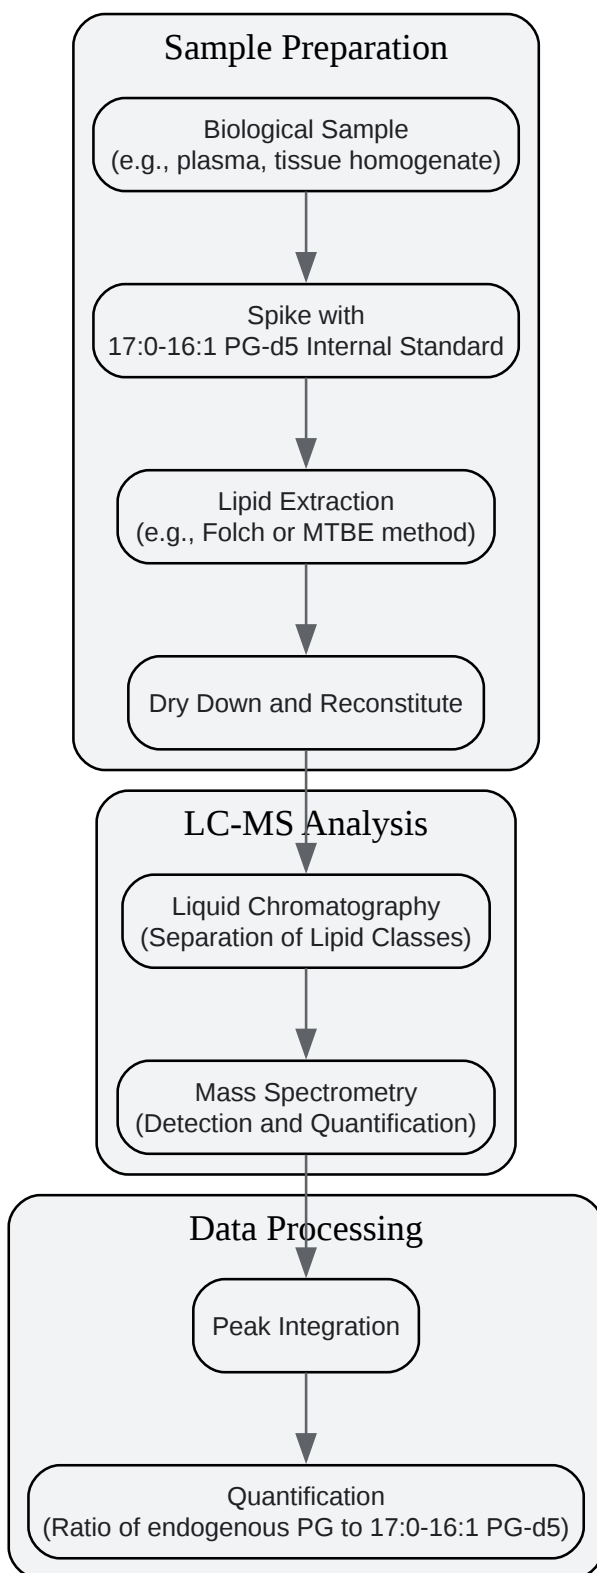 Sample Preparation
Biological Sample
(e.g., plasma, tissue homogenate)
Spike with
17:0-16:1 PG-d5 Internal Standard
Lipid Extraction
(e.g., Folch or MTBE method)
Dry Down and Reconstitute
LC-MS Analysis
Liquid Chromatography
(Separation of Lipid Classes)
Mass Spectrometry
(Detection and Quantification)
Data Processing
Peak Integration
Quantification
(Ratio of endogenous PG to 17:0-16:1 PG-d5)